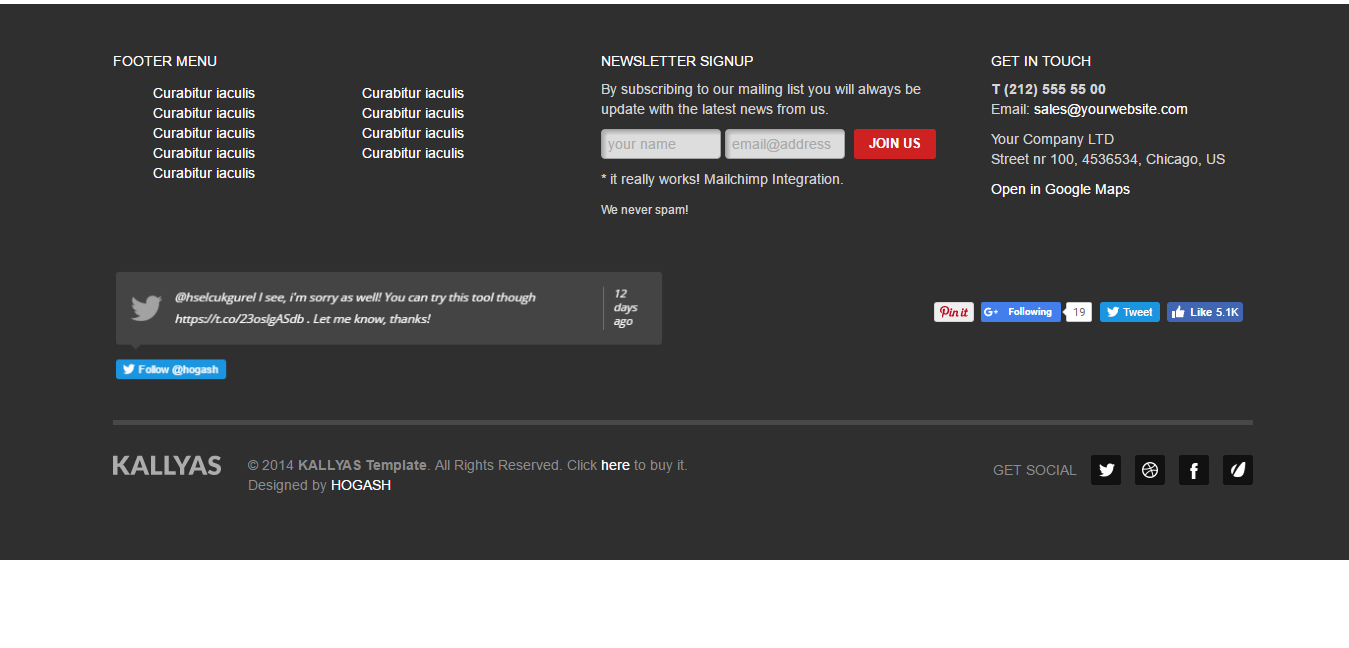 FOOTER MENU
Curabitur iaculis
Curabitur iaculis
Curabitur iaculis
Curabitur iaculis
Curabitur iaculis
Curabitur iaculis
Curabitur iaculis
Curabitur iaculis
Curabitur iaculis
NEWSLETTER SIGNUP
By subscribing to our mailing list you will always be
update with the latest news from us.
your name
email@address
JOIN US
* it really works! Mailchimp Integration.
We never spam!
GET IN TOUCH
T (212) 555 55 00
Email: sales@yourwebsite.com
Your Company LTD
Street nr 100, 4536534, Chicago, US
Open in Google Maps
@hselcukgurel I see, i'm sorry as well! You can try this tool though
https://t.co/23oslgASdb . Let me know, thanks!
12
days
ago
Follow @hogash
Pin it
G+ Following
19
Tweet
Like 5.1K
KALLYAS
© 2014 KALLYAS Template. All Rights Reserved. Click here to buy it.
Designed by HOGASH
GET SOCIAL